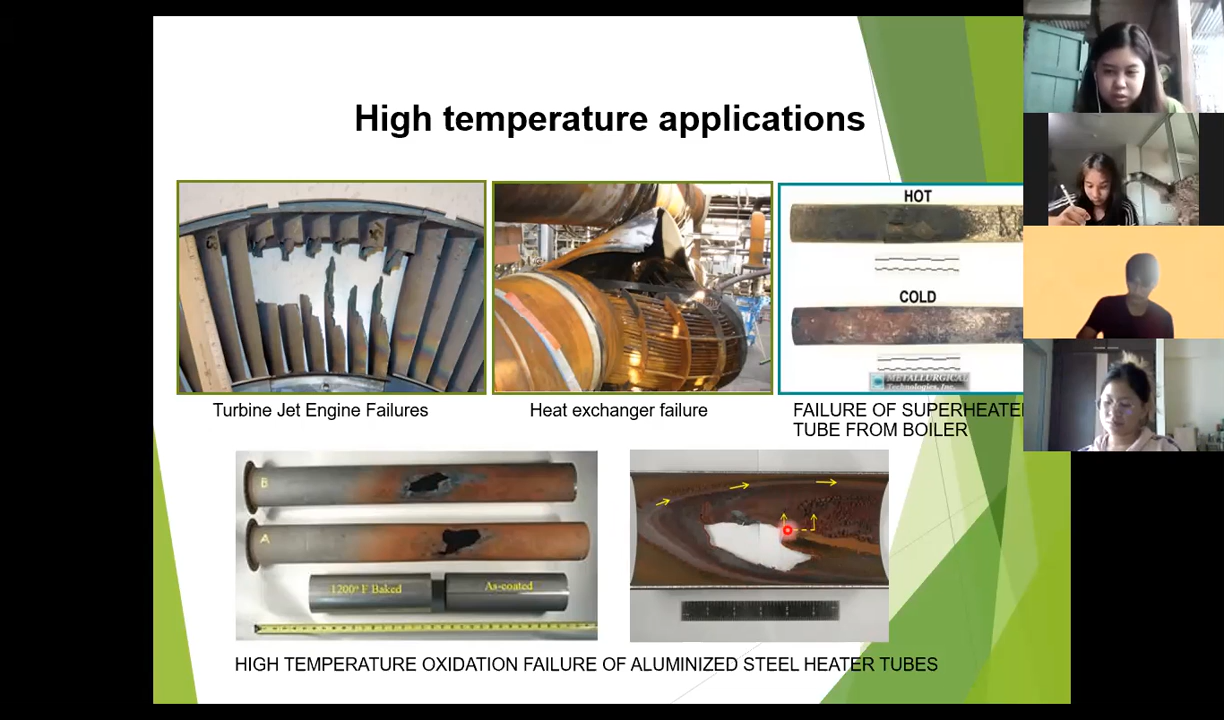 High temperature applications
HOT
COLD
METALLURGICAL
Technologies, Inc.
Turbine Jet Engine Failures
Heat exchanger failure
FAILURE OF SUPERHEATE
TUBE FROM BOILER
B
A
1200° F Baked
As-coated
HIGH TEMPERATURE OXIDATION FAILURE OF ALUMINIZED STEEL HEATER TUBES